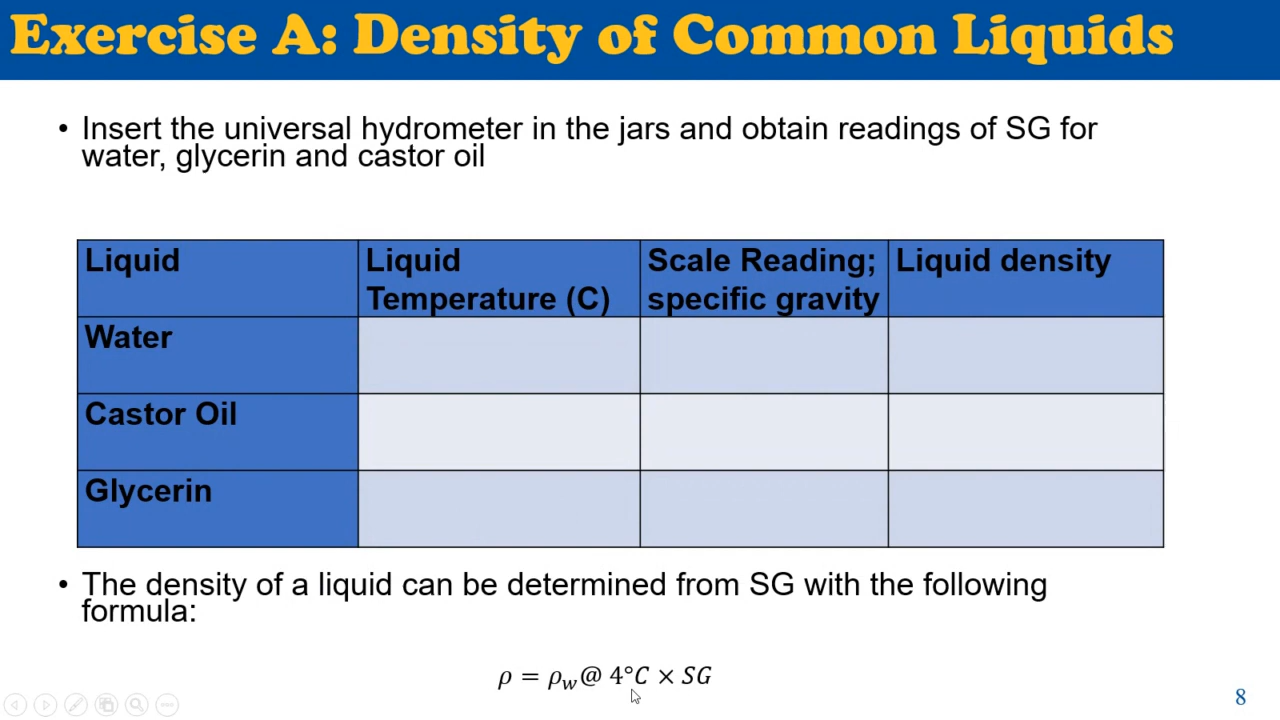 Exercise A: Density of Common Liquids
• Insert the universal hydrometer in the jars and obtain readings of SG for
water, glycerin and castor oil
Liquid
Liquid
Temperature (C)
Scale Reading;
specific gravity
Liquid density
Water
Castor Oil
Glycerin
• The density of a liquid can be determined from SG with the following
formula:
𝜌 = 𝜌𝑤@ 4°𝐶 × 𝑆𝐺
8